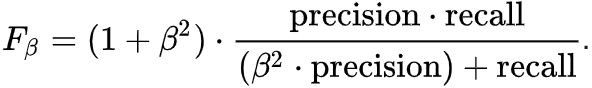 F_β = (1 + β²) · precision · recall / (β² · precision) + recall .